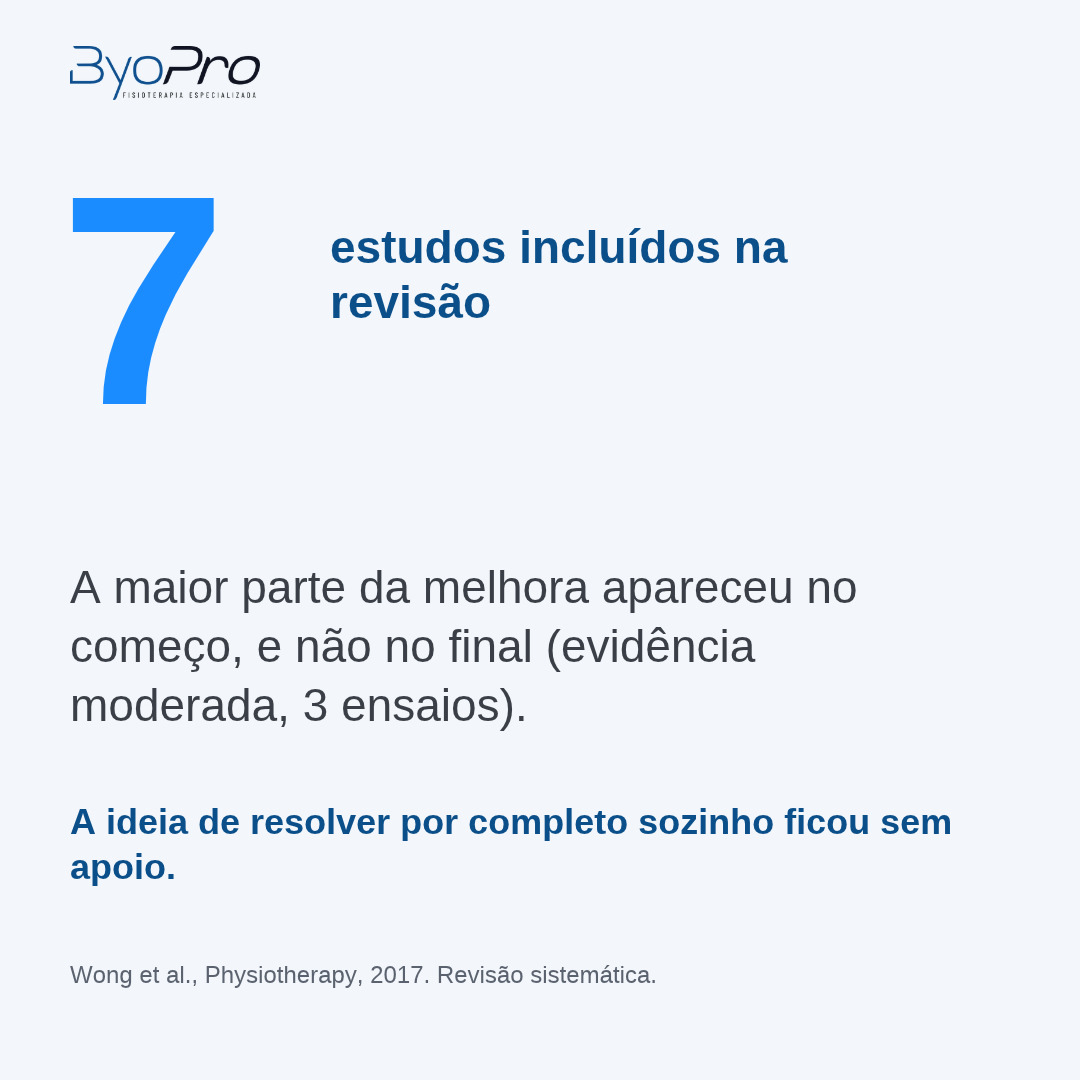 ByoPro
FISIOTERAPIA ESPECIALIZADA
7
estudos incluídos na
revisão
A maior parte da melhora apareceu no
começo, e não no final (evidência
moderada, 3 ensaios).
A ideia de resolver por completo sozinho ficou sem
apoio.
Wong et al., Physiotherapy, 2017. Revisão sistemática.